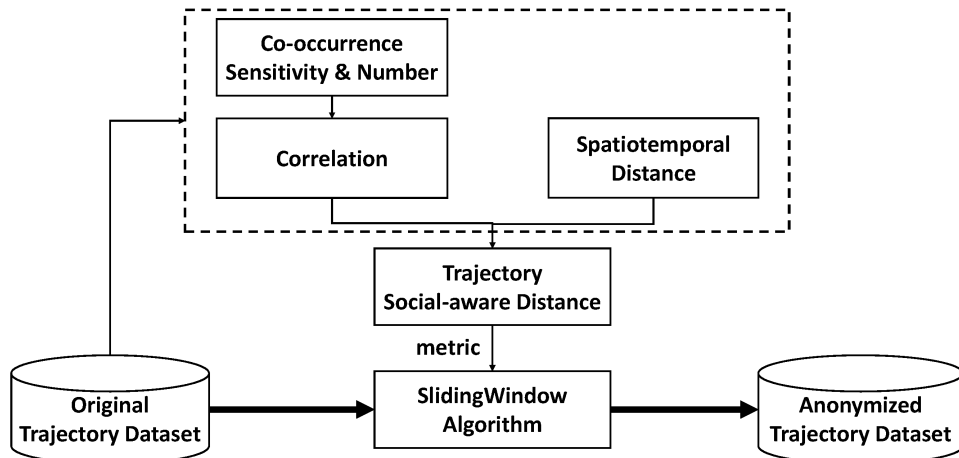 Co-occurrence
Sensitivity & Number
Correlation
Spatiotemporal
Distance
Trajectory
Social-aware Distance
metric
Original
Trajectory Dataset
SlidingWindow
Algorithm
Anonymized
Trajectory Dataset